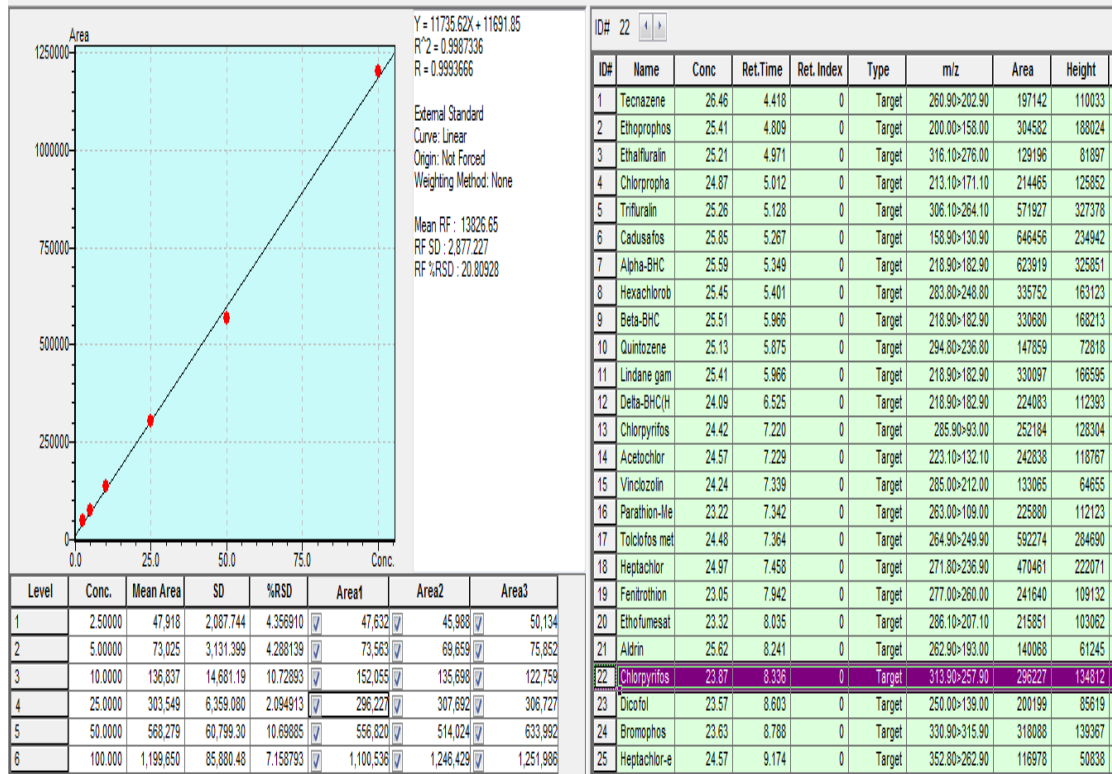 Area
1250000
1000000
750000
500000
250000
0
0.0 25.0 50.0 75.0 Conc.
Y = 11735.62X + 11691.85
R^2 = 0.9987336
R = 0.9993666
External Standard
Curve: Linear
Origin: Not Forced
Weighting Method: None
Mean RF : 13826.65
RF SD : 2,877.227
RF %RSD : 20.80928
Level Conc. Mean Area SD %RSD Area1 Area2 Area3
1 2.50000 47,918 2,087.744 4.356910 47,632 45,988 50,134
2 5.00000 73,025 3,131.399 4.288139 73,563 69,659 75,852
3 10.0000 136,837 14,681.19 10.72893 152,055 135,698 122,759
4 25.0000 303,549 6,359.080 2.094913 296,227 307,692 306,727
5 50.0000 568,279 60,799.30 10.69885 556,820 514,024 633,992
6 100.000 1,199,650 85,880.48 7.158793 1,100,536 1,246,429 1,251,986
ID# 22
ID# Name Conc Ret.Time Ret. Index Type m/z Area Height
1 Tecnazene 26.46 4.418 0 Target 260.90>202.90 197142 110033
2 Ethoprophos 25.41 4.809 0 Target 200.00>158.00 304582 188024
3 Ethalfluralin 25.21 4.971 0 Target 316.10>276.00 129196 81897
4 Chlorpropha 24.87 5.012 0 Target 213.10>171.10 214465 125852
5 Trifluralin 25.26 5.128 0 Target 306.10>264.10 571927 327378
6 Cadusafos 25.85 5.267 0 Target 158.90>130.90 646456 234942
7 Alpha-BHC 25.59 5.349 0 Target 218.90>182.90 623919 325851
8 Hexachlorob 25.45 5.401 0 Target 283.80>248.80 335752 163123
9 Beta-BHC 25.51 5.966 0 Target 218.90>182.90 330680 168213
10 Quintozene 25.13 5.875 0 Target 294.80>236.80 147859 72818
11 Lindane gam 25.41 5.966 0 Target 218.90>182.90 330097 166595
12 Delta-BHC(H 24.09 6.525 0 Target 218.90>182.90 224083 112393
13 Chlorpyrifos 24.42 7.220 0 Target 285.90>93.00 252184 128304
14 Acetochlor 24.57 7.229 0 Target 223.10>132.10 242838 118767
15 Vinclozolin 24.24 7.339 0 Target 285.00>212.00 133065 64655
16 Parathion-Me 23.22 7.342 0 Target 263.00>109.00 225880 112123
17 Tolclofos met 24.48 7.364 0 Target 264.90>249.90 592274 284690
18 Heptachlor 24.97 7.458 0 Target 271.80>236.90 470461 222071
19 Fenitrothion 23.05 7.942 0 Target 277.00>260.00 241640 109132
20 Ethofumesat 23.32 8.035 0 Target 286.10>207.10 215851 103062
21 Aldrin 25.62 8.241 0 Target 262.90>193.00 140068 61245
22 Chlorpyrifos 23.87 8.336 0 Target 313.90>257.90 296227 134812
23 Dicofol 23.57 8.603 0 Target 250.00>139.00 200199 85619
24 Bromophos 23.63 8.788 0 Target 330.90>315.90 318088 139367
25 Heptachlor-e 24.57 9.174 0 Target 352.80>262.90 116978 50838